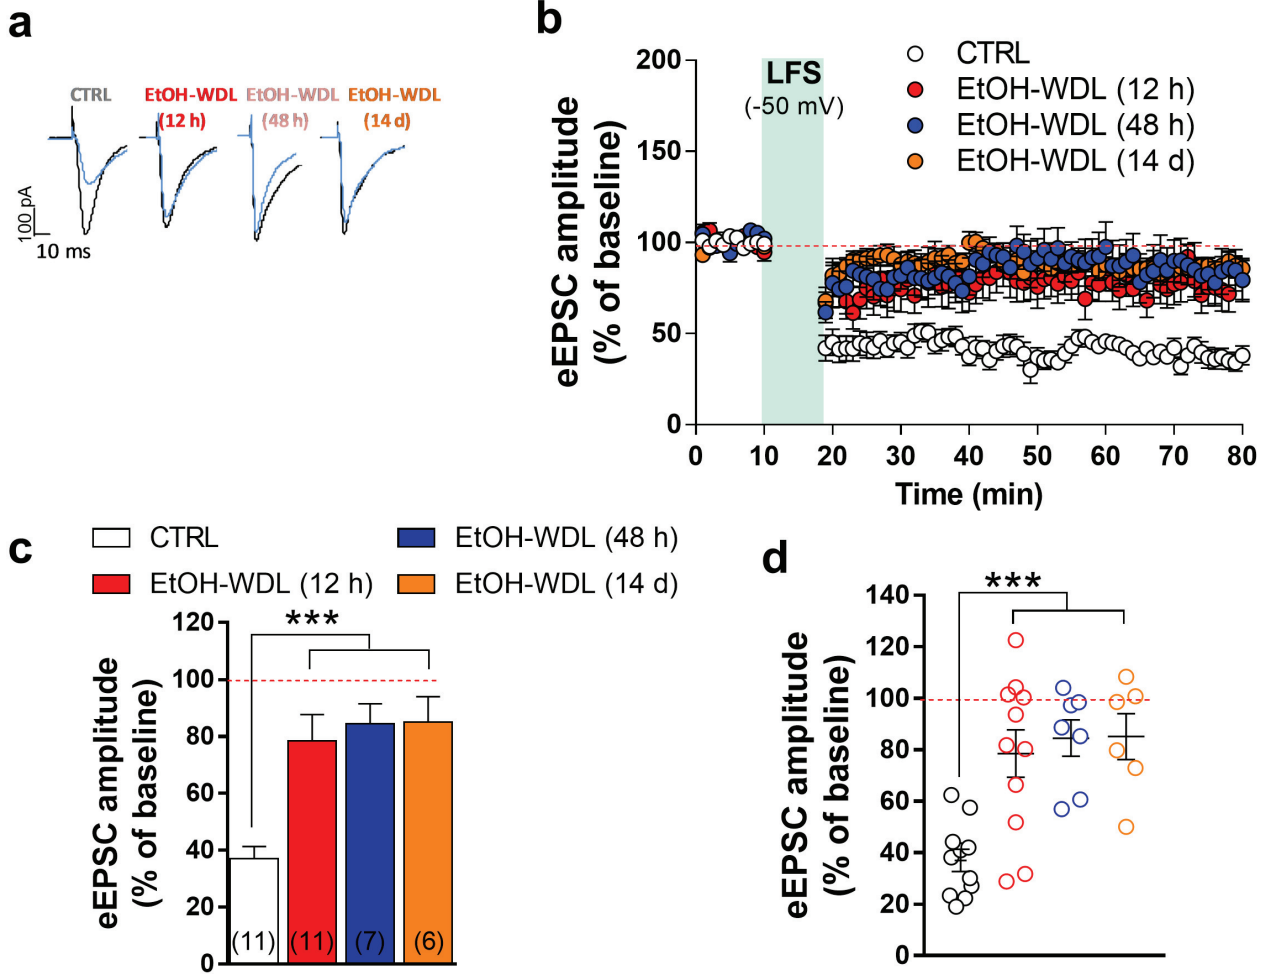 a
CTRL
EtOH-WDL
(12 h)
EtOH-WDL
(48 h)
EtOH-WDL
(14 d)
100 pA
10 ms
b
eEPSC amplitude
(% of baseline)
200
150
100
50
0
LFS
(-50 mV)
CTRL
EtOH-WDL (12 h)
EtOH-WDL (48 h)
EtOH-WDL (14 d)
0 10 20 30 40 50 60 70 80
Time (min)
c
CTRL
EtOH-WDL (12 h)
EtOH-WDL (48 h)
EtOH-WDL (14 d)
eEPSC amplitude
(% of baseline)
120
100
80
60
40
20
0
***
(11) (11) (7) (6)
d
eEPSC amplitude
(% of baseline)
140
120
100
80
60
40
20
0
***